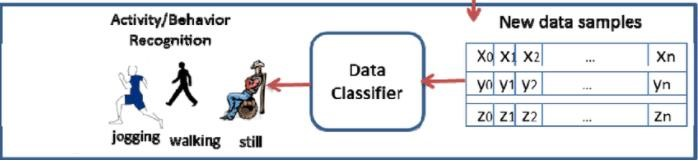 Activity/Behavior
Recognition
jogging walking still
Data
Classifier
New data samples
x0 x1 x2 ... xn
y0 y1 y2 ... yn
z0 z1 z2 ... zn